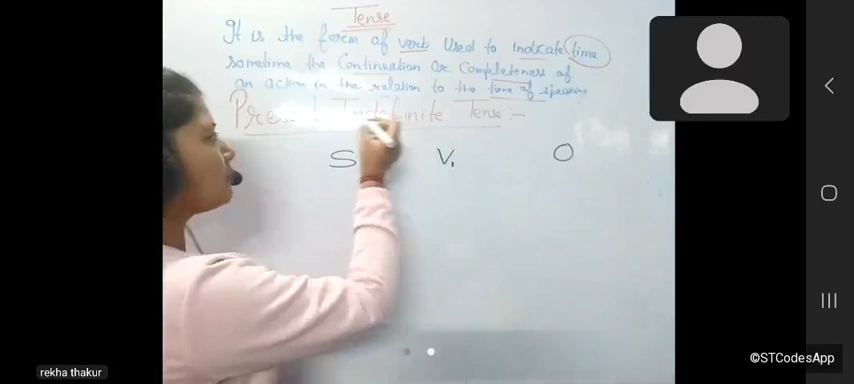 Tense
It is the form of verb Used to indicate time
sometime the Continuation Or Completeness of
an action in the relation to the time of speaking
Indefinite Tense :-
S V. O
rekha thakur
©STCodesApp